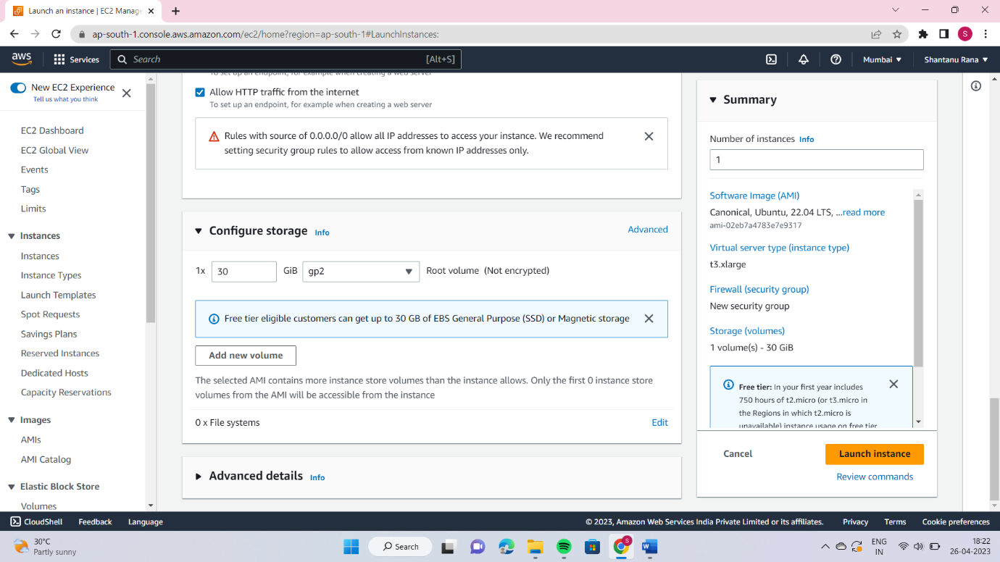 Launch an instance | EC2 Manage
ap-south-1.console.aws.amazon.com/ec2/home?region=ap-south-1#LaunchInstances:
S
aws
Services
Search
[Alt+S]
Mumbai
Shantanu Rana
New EC2 Experience
Tell us what you think
EC2 Dashboard
EC2 Global View
Events
Tags
Limits
Instances
Instances
Instance Types
Launch Templates
Spot Requests
Savings Plans
Reserved Instances
Dedicated Hosts
Capacity Reservations
Images
AMIs
AMI Catalog
Elastic Block Store
Volumes
To set up an endpoint, for example when creating a web server
Allow HTTP traffic from the internet
To set up an endpoint, for example when creating a web server
Rules with source of 0.0.0.0/0 allow all IP addresses to access your instance. We recommend
setting security group rules to allow access from known IP addresses only.
Configure storage Info
Advanced
1x 30 GiB gp2 Root volume (Not encrypted)
Free tier eligible customers can get up to 30 GB of EBS General Purpose (SSD) or Magnetic storage
Add new volume
The selected AMI contains more instance store volumes than the instance allows. Only the first 0 instance store
volumes from the AMI will be accessible from the instance
0 x File systems
Edit
Advanced details Info
Summary
Number of instances Info
1
Software Image (AMI)
Canonical, Ubuntu, 22.04 LTS, ...read more
ami-02eb7a4783e7e9317
Virtual server type (instance type)
t3.xlarge
Firewall (security group)
New security group
Storage (volumes)
1 volume(s) - 30 GiB
Free tier: In your first year includes
750 hours of t2.micro (or t3.micro in
the Regions in which t2.micro is
unavailable) instance usage on free tier
Cancel
Launch instance
Review commands
CloudShell
Feedback
Language
© 2023, Amazon Web Services India Private Limited or its affiliates.
Privacy
Terms
Cookie preferences
30°C
Partly sunny
Search
S
ENG
IN
18:22
26-04-2023